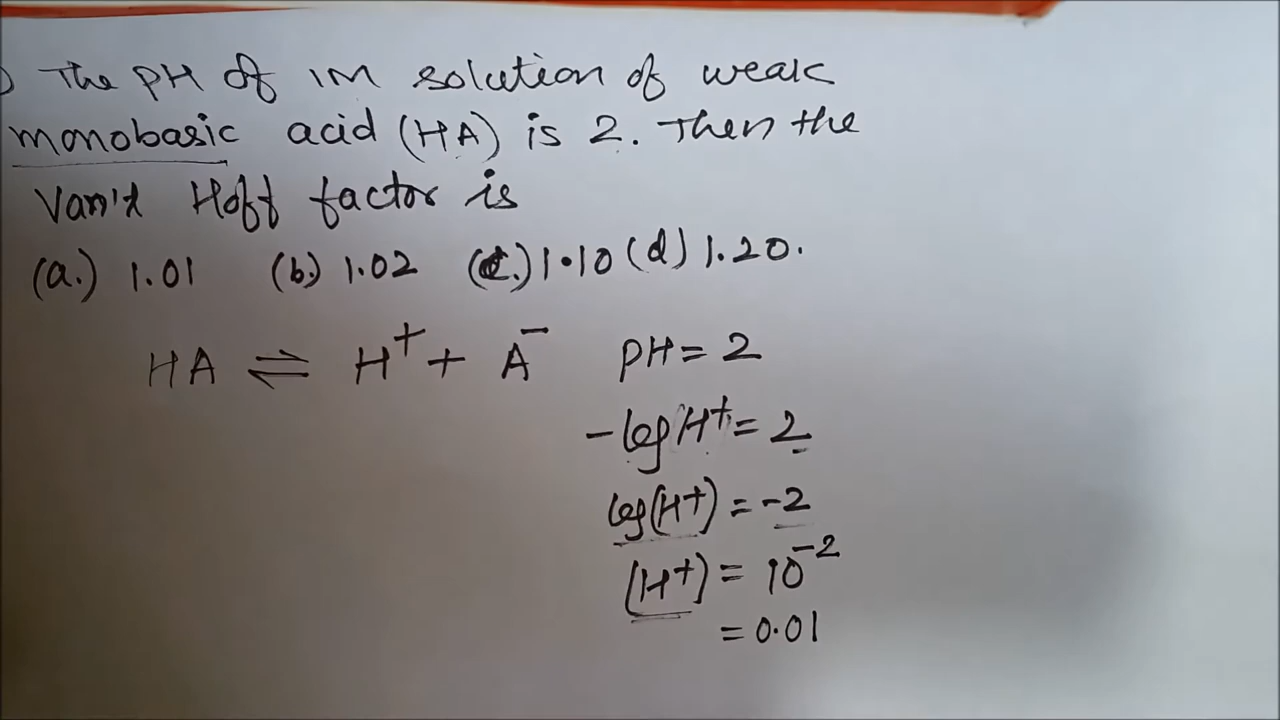 The PH of 1M solution of weak
monobasic acid (HA) is 2. Then the
Van't Hoff factor is
(a.) 1.01 (b.) 1.02 (c.) 1.10 (d) 1.20.
HA ⇌ H⁺ + A⁻ PH = 2
- log H⁺ = 2
log(H⁺) = -2
(H⁺) = 10⁻²
= 0.01